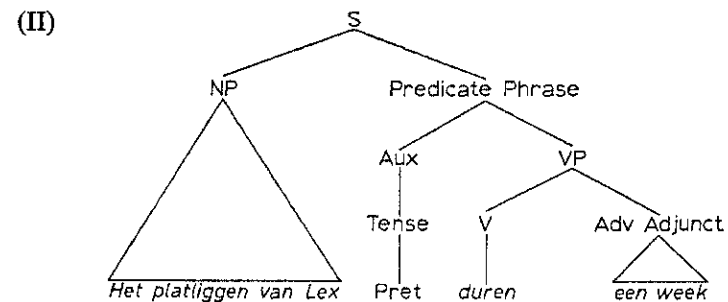 (II)
S
NP Predicate Phrase
Aux VP
Tense V Adv Adjunct
Het platliggen van Lex Pret duren een week